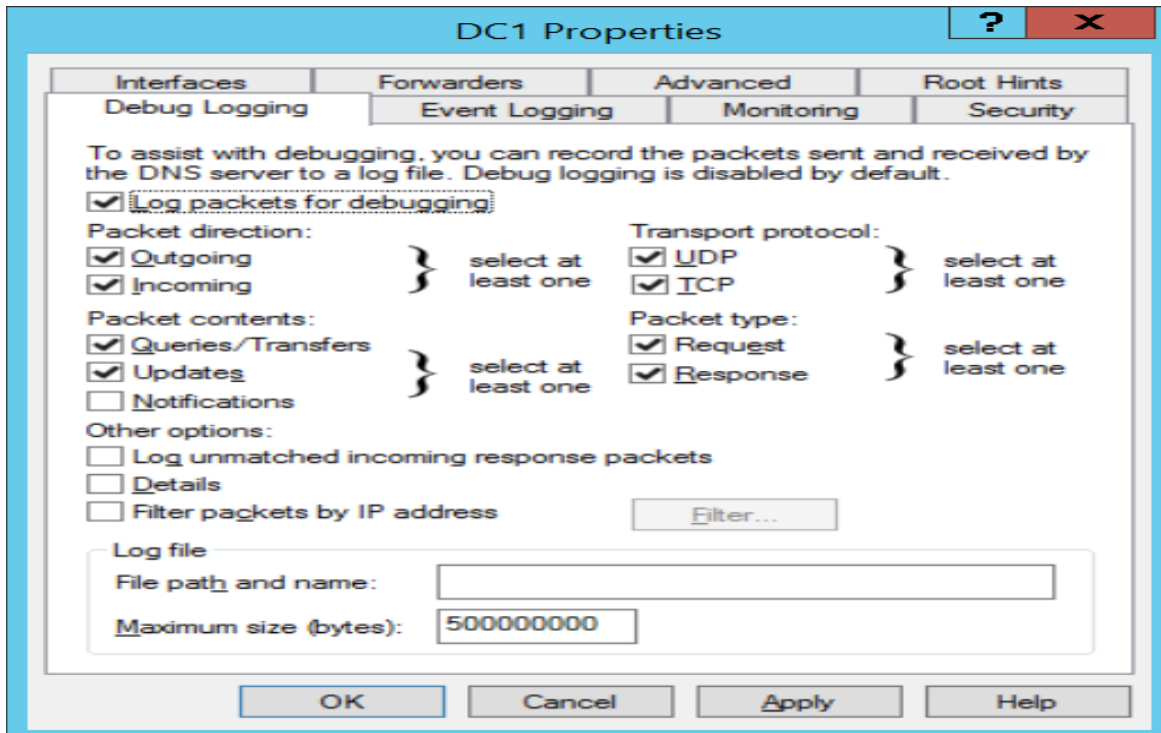 DC1 Properties
?
X
Interfaces
Forwarders
Advanced
Root Hints
Debug Logging
Event Logging
Monitoring
Security
To assist with debugging, you can record the packets sent and received by
the DNS server to a log file. Debug logging is disabled by default.
Log packets for debugging
Packet direction:
Outgoing
Incoming
select at
least one
Transport protocol:
UDP
TCP
select at
least one
Packet contents:
Queries/Transfers
Updates
Notifications
select at
least one
Packet type:
Request
Response
select at
least one
Other options:
Log unmatched incoming response packets
Details
Filter packets by IP address
Filter...
Log file
File path and name:
Maximum size (bytes):
500000000
OK
Cancel
Apply
Help